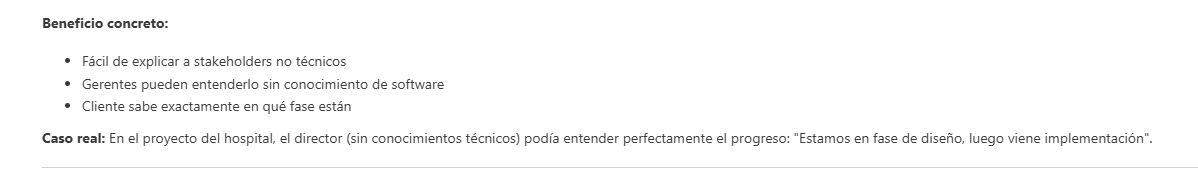 Beneficio concreto:
• Fácil de explicar a stakeholders no técnicos
• Gerentes pueden entenderlo sin conocimiento de software
• Cliente sabe exactamente en qué fase están
Caso real: En el proyecto del hospital, el director (sin conocimientos técnicos) podía entender perfectamente el progreso: "Estamos en fase de diseño, luego viene implementación".